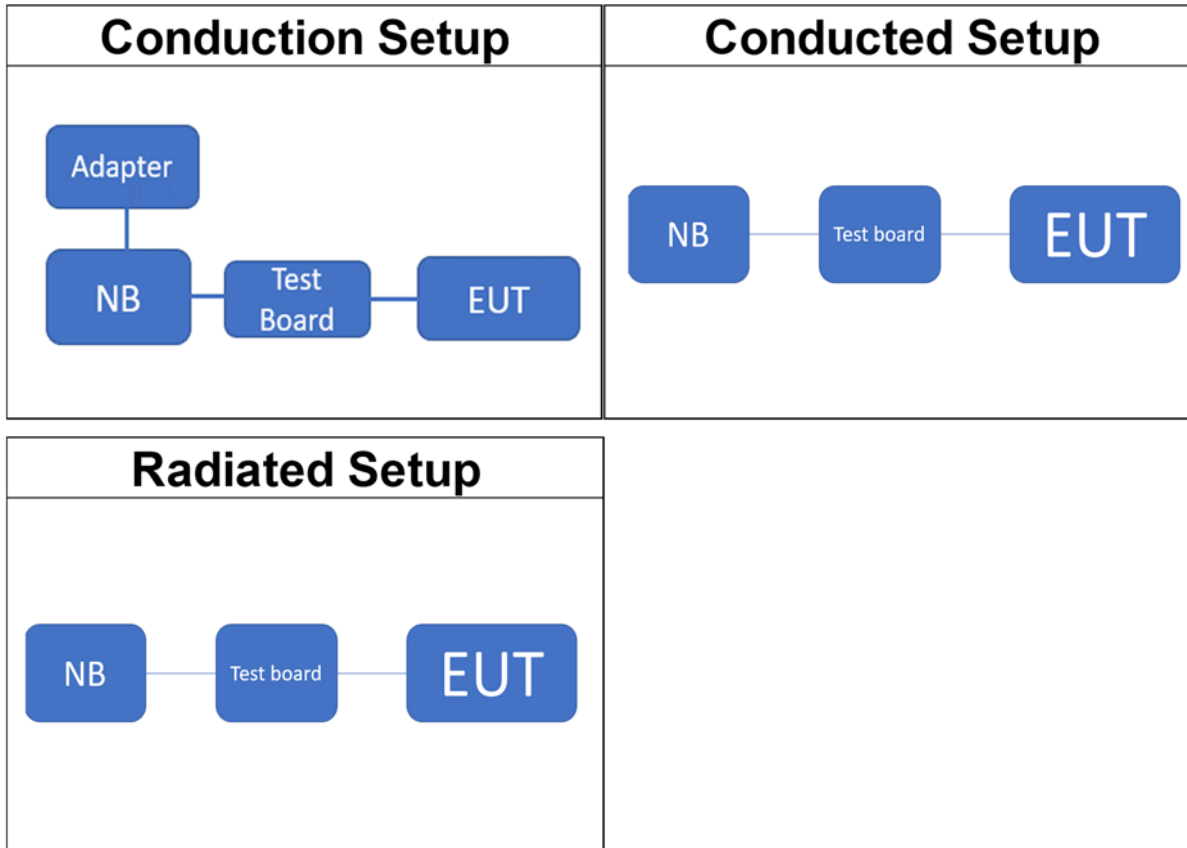 Conduction Setup
Adapter
NB
Test
Board
EUT
Conducted Setup
NB
Test board
EUT
Radiated Setup
NB
Test board
EUT